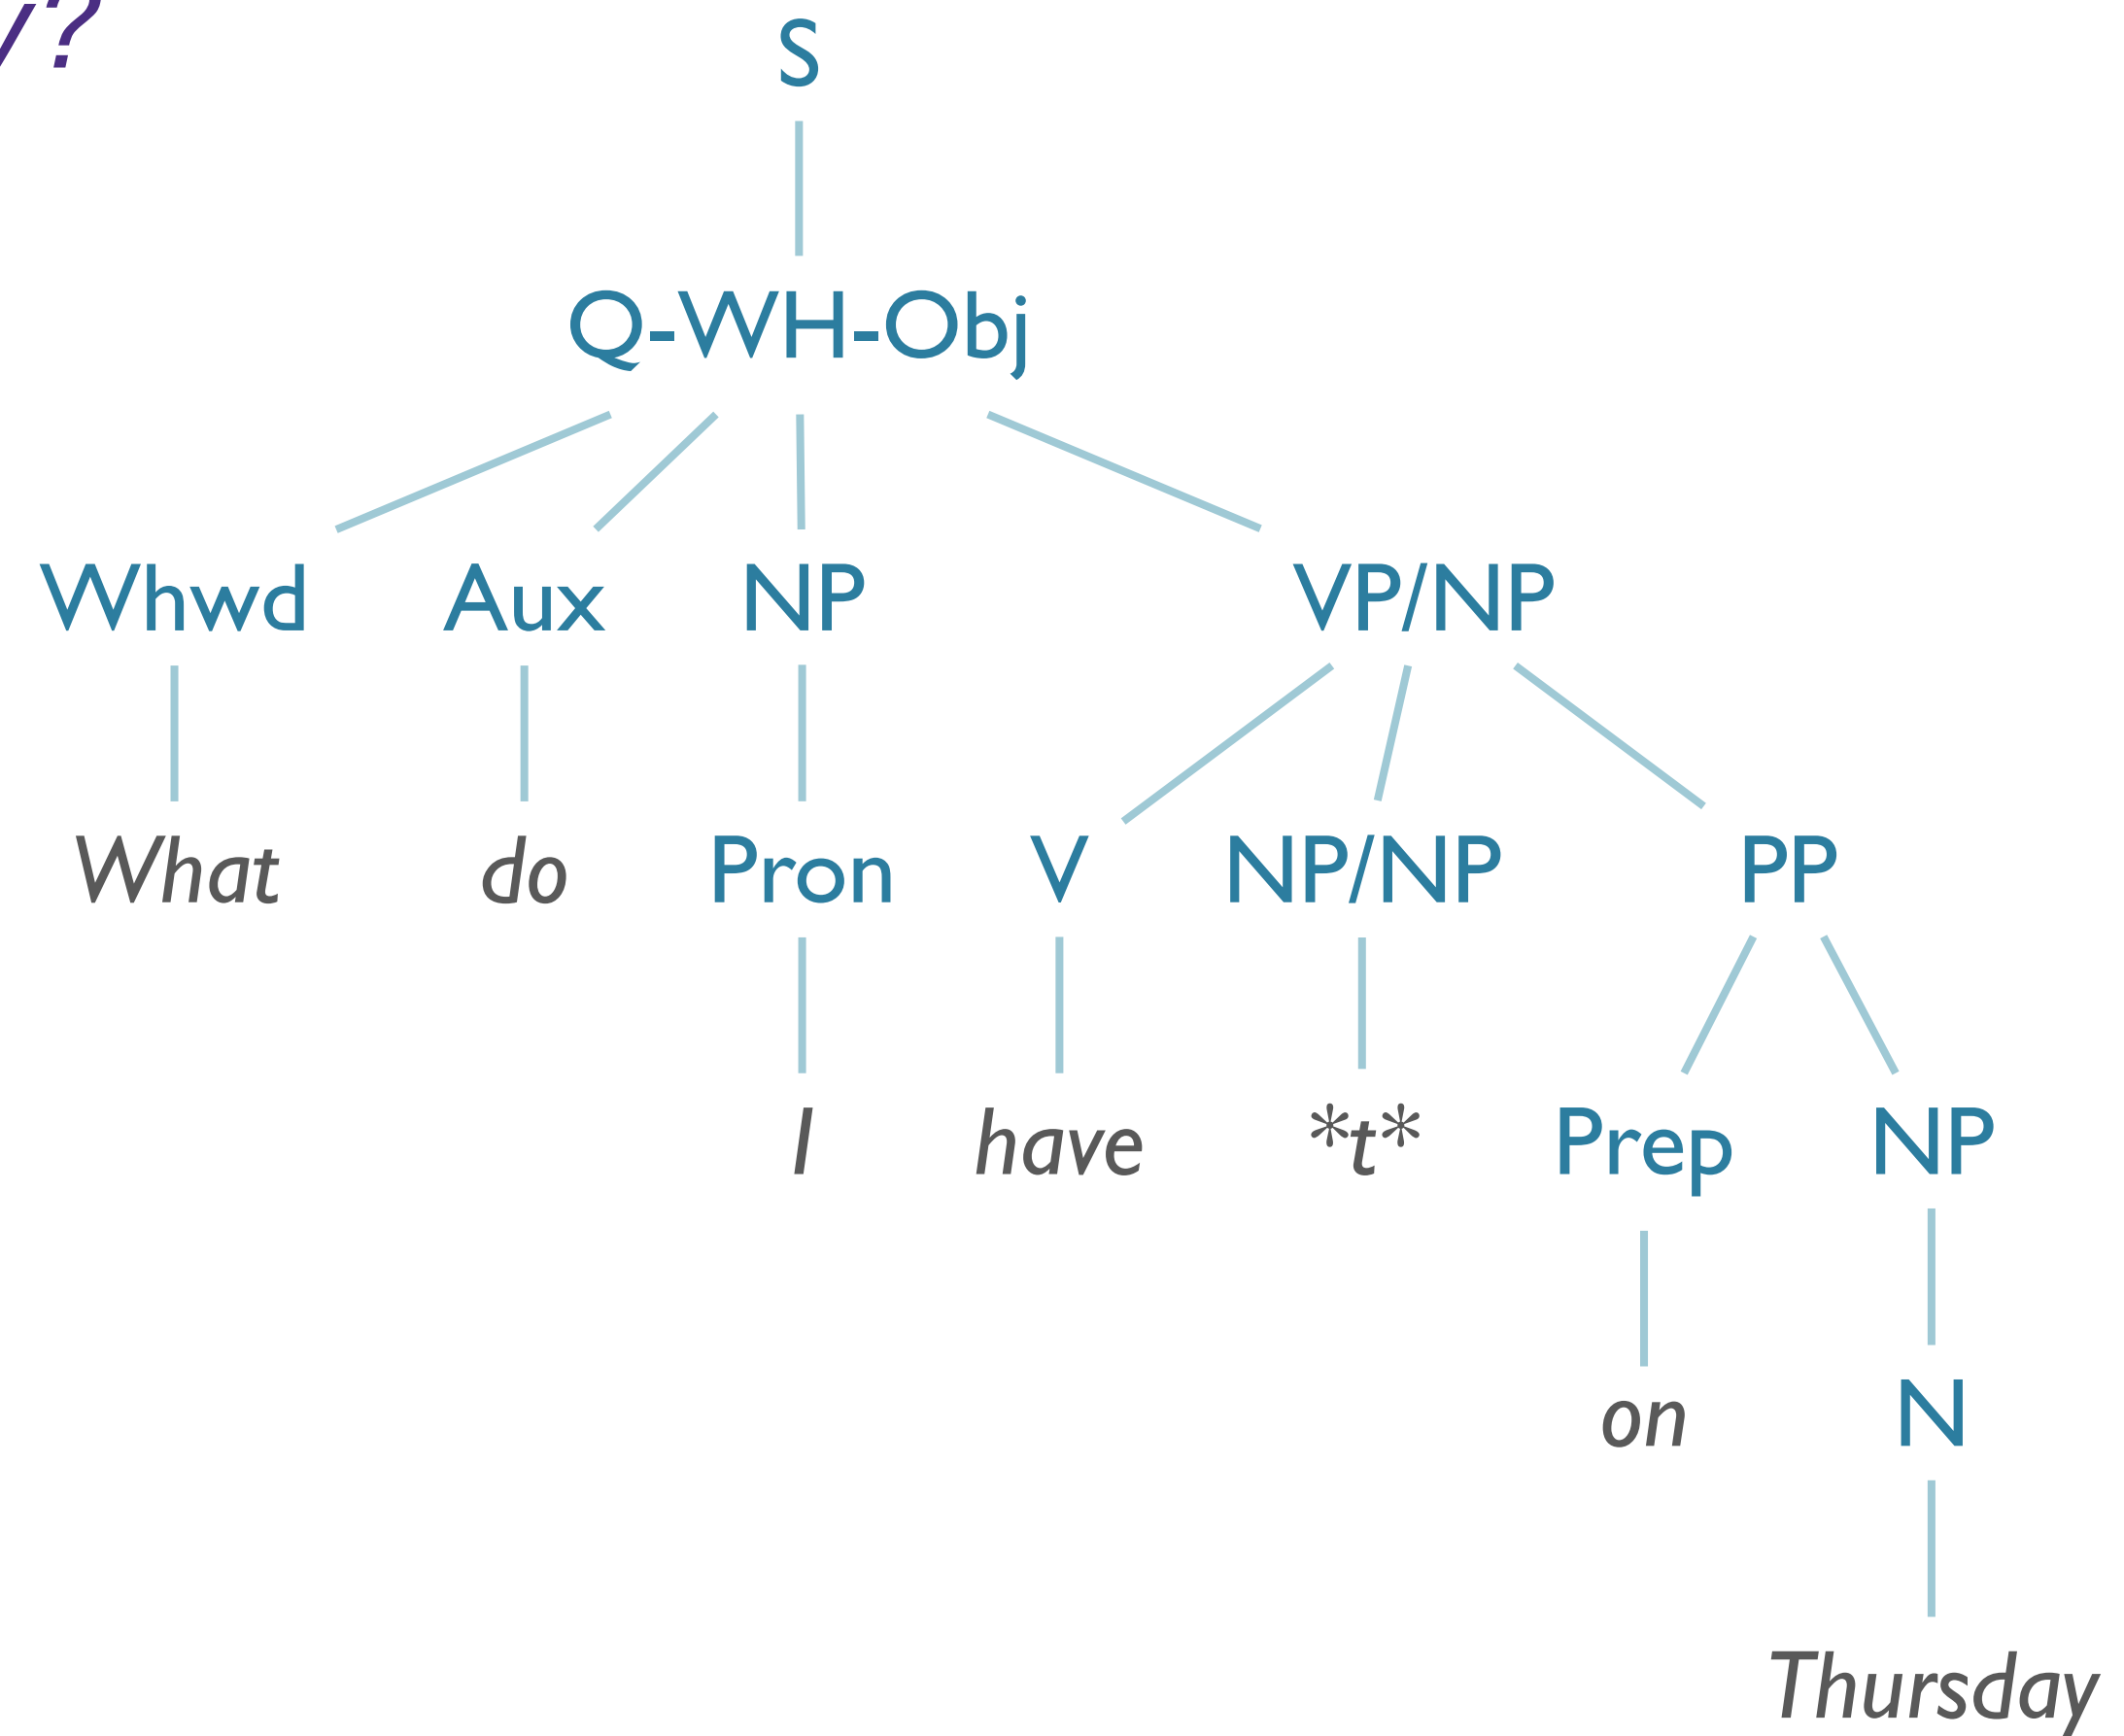 y?
S
Q-WH-Obj
Whwd Aux NP VP/NP
What do Pron V NP/NP PP
I have *t* Prep NP
on N
Thursday